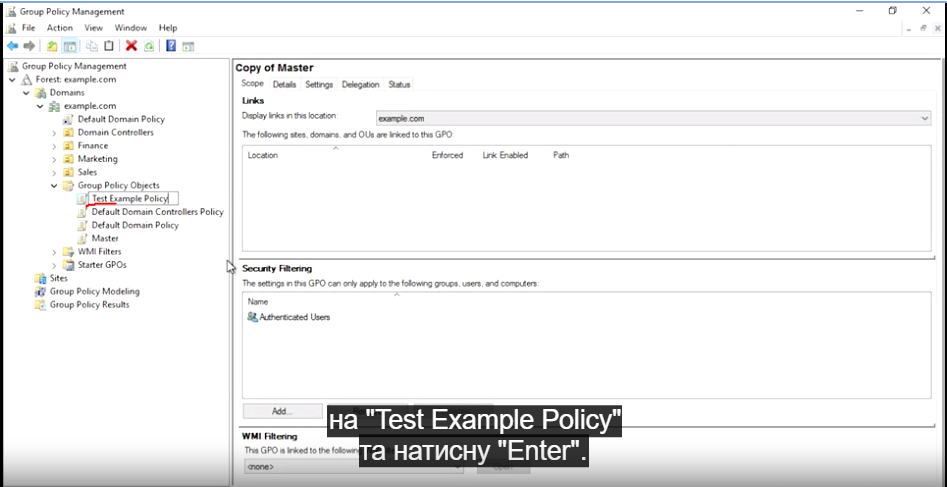 Group Policy Management
File Action View Window Help
Group Policy Management
Forest: example.com
Domains
example.com
Default Domain Policy
Domain Controllers
Finance
Marketing
Sales
Group Policy Objects
Test Example Policy
Default Domain Controllers Policy
Default Domain Policy
Master
WMI Filters
Starter GPOs
Sites
Group Policy Modeling
Group Policy Results
Copy of Master
Scope Details Settings Delegation Status
Links
Display links in this location: example.com
The following sites, domains, and OUs are linked to this GPO:
Location Enforced Link Enabled Path
Security Filtering
The settings in this GPO can only apply to the following groups, users, and computers:
Name
Authenticated Users
Add...
на "Test Example Policy"
та натисну "Enter".
WMI Filtering
This GPO is linked to the following
<none>
Open